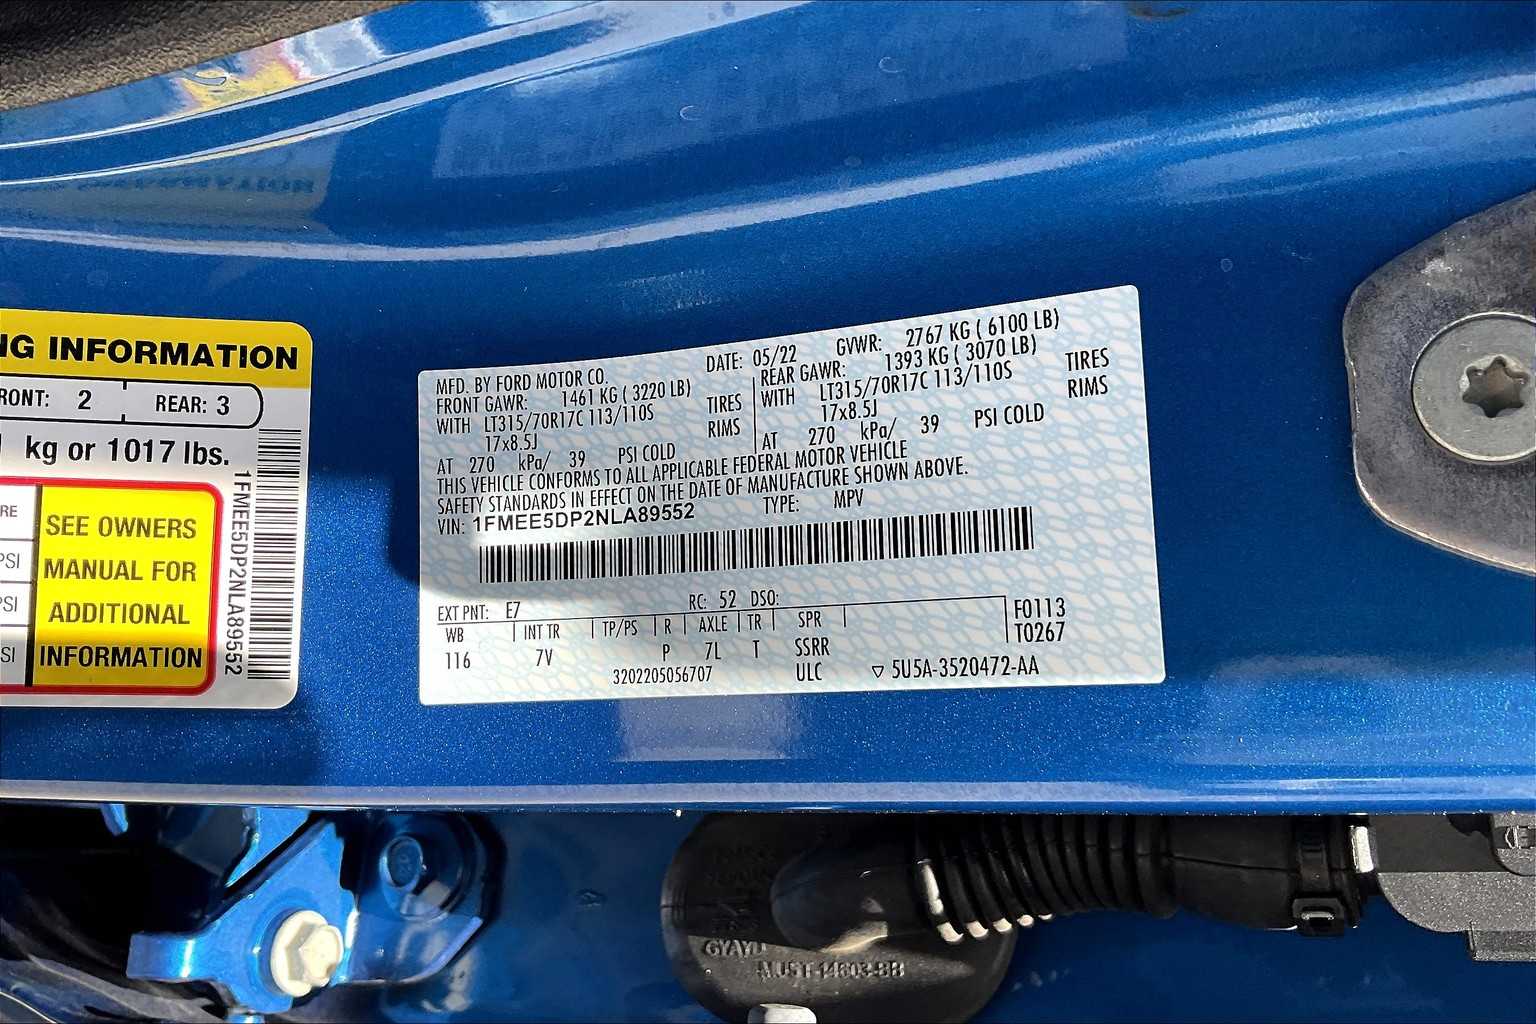 NG INFORMATION
RONT: 2 REAR: 3
kg or 1017 lbs.
RE
PSI
PSI
SI
SEE OWNERS
MANUAL FOR
ADDITIONAL
INFORMATION
1FMEE5DP2NLA89552
MFD. BY FORD MOTOR CO. DATE: 05/22 GVWR: 2767 KG ( 6100 LB)
FRONT GAWR: 1461 KG ( 3220 LB) REAR GAWR: 1393 KG ( 3070 LB)
WITH LT315/70R17C 113/110S TIRES WITH LT315/70R17C 113/110S TIRES
17x8.5J RIMS 17x8.5J RIMS
AT 270 kPa/ 39 PSI COLD AT 270 kPa/ 39 PSI COLD
THIS VEHICLE CONFORMS TO ALL APPLICABLE FEDERAL MOTOR VEHICLE
SAFETY STANDARDS IN EFFECT ON THE DATE OF MANUFACTURE SHOWN ABOVE.
VIN: 1FMEE5DP2NLA89552 TYPE: MPV
EXT PNT: E7 RC: 52 DSO:
WB INT TR TP/PS R AXLE TR SPR F0113
116 7V P 7L T SSRR T0267
3202205056707 ULC ▽ 5U5A-3520472-AA